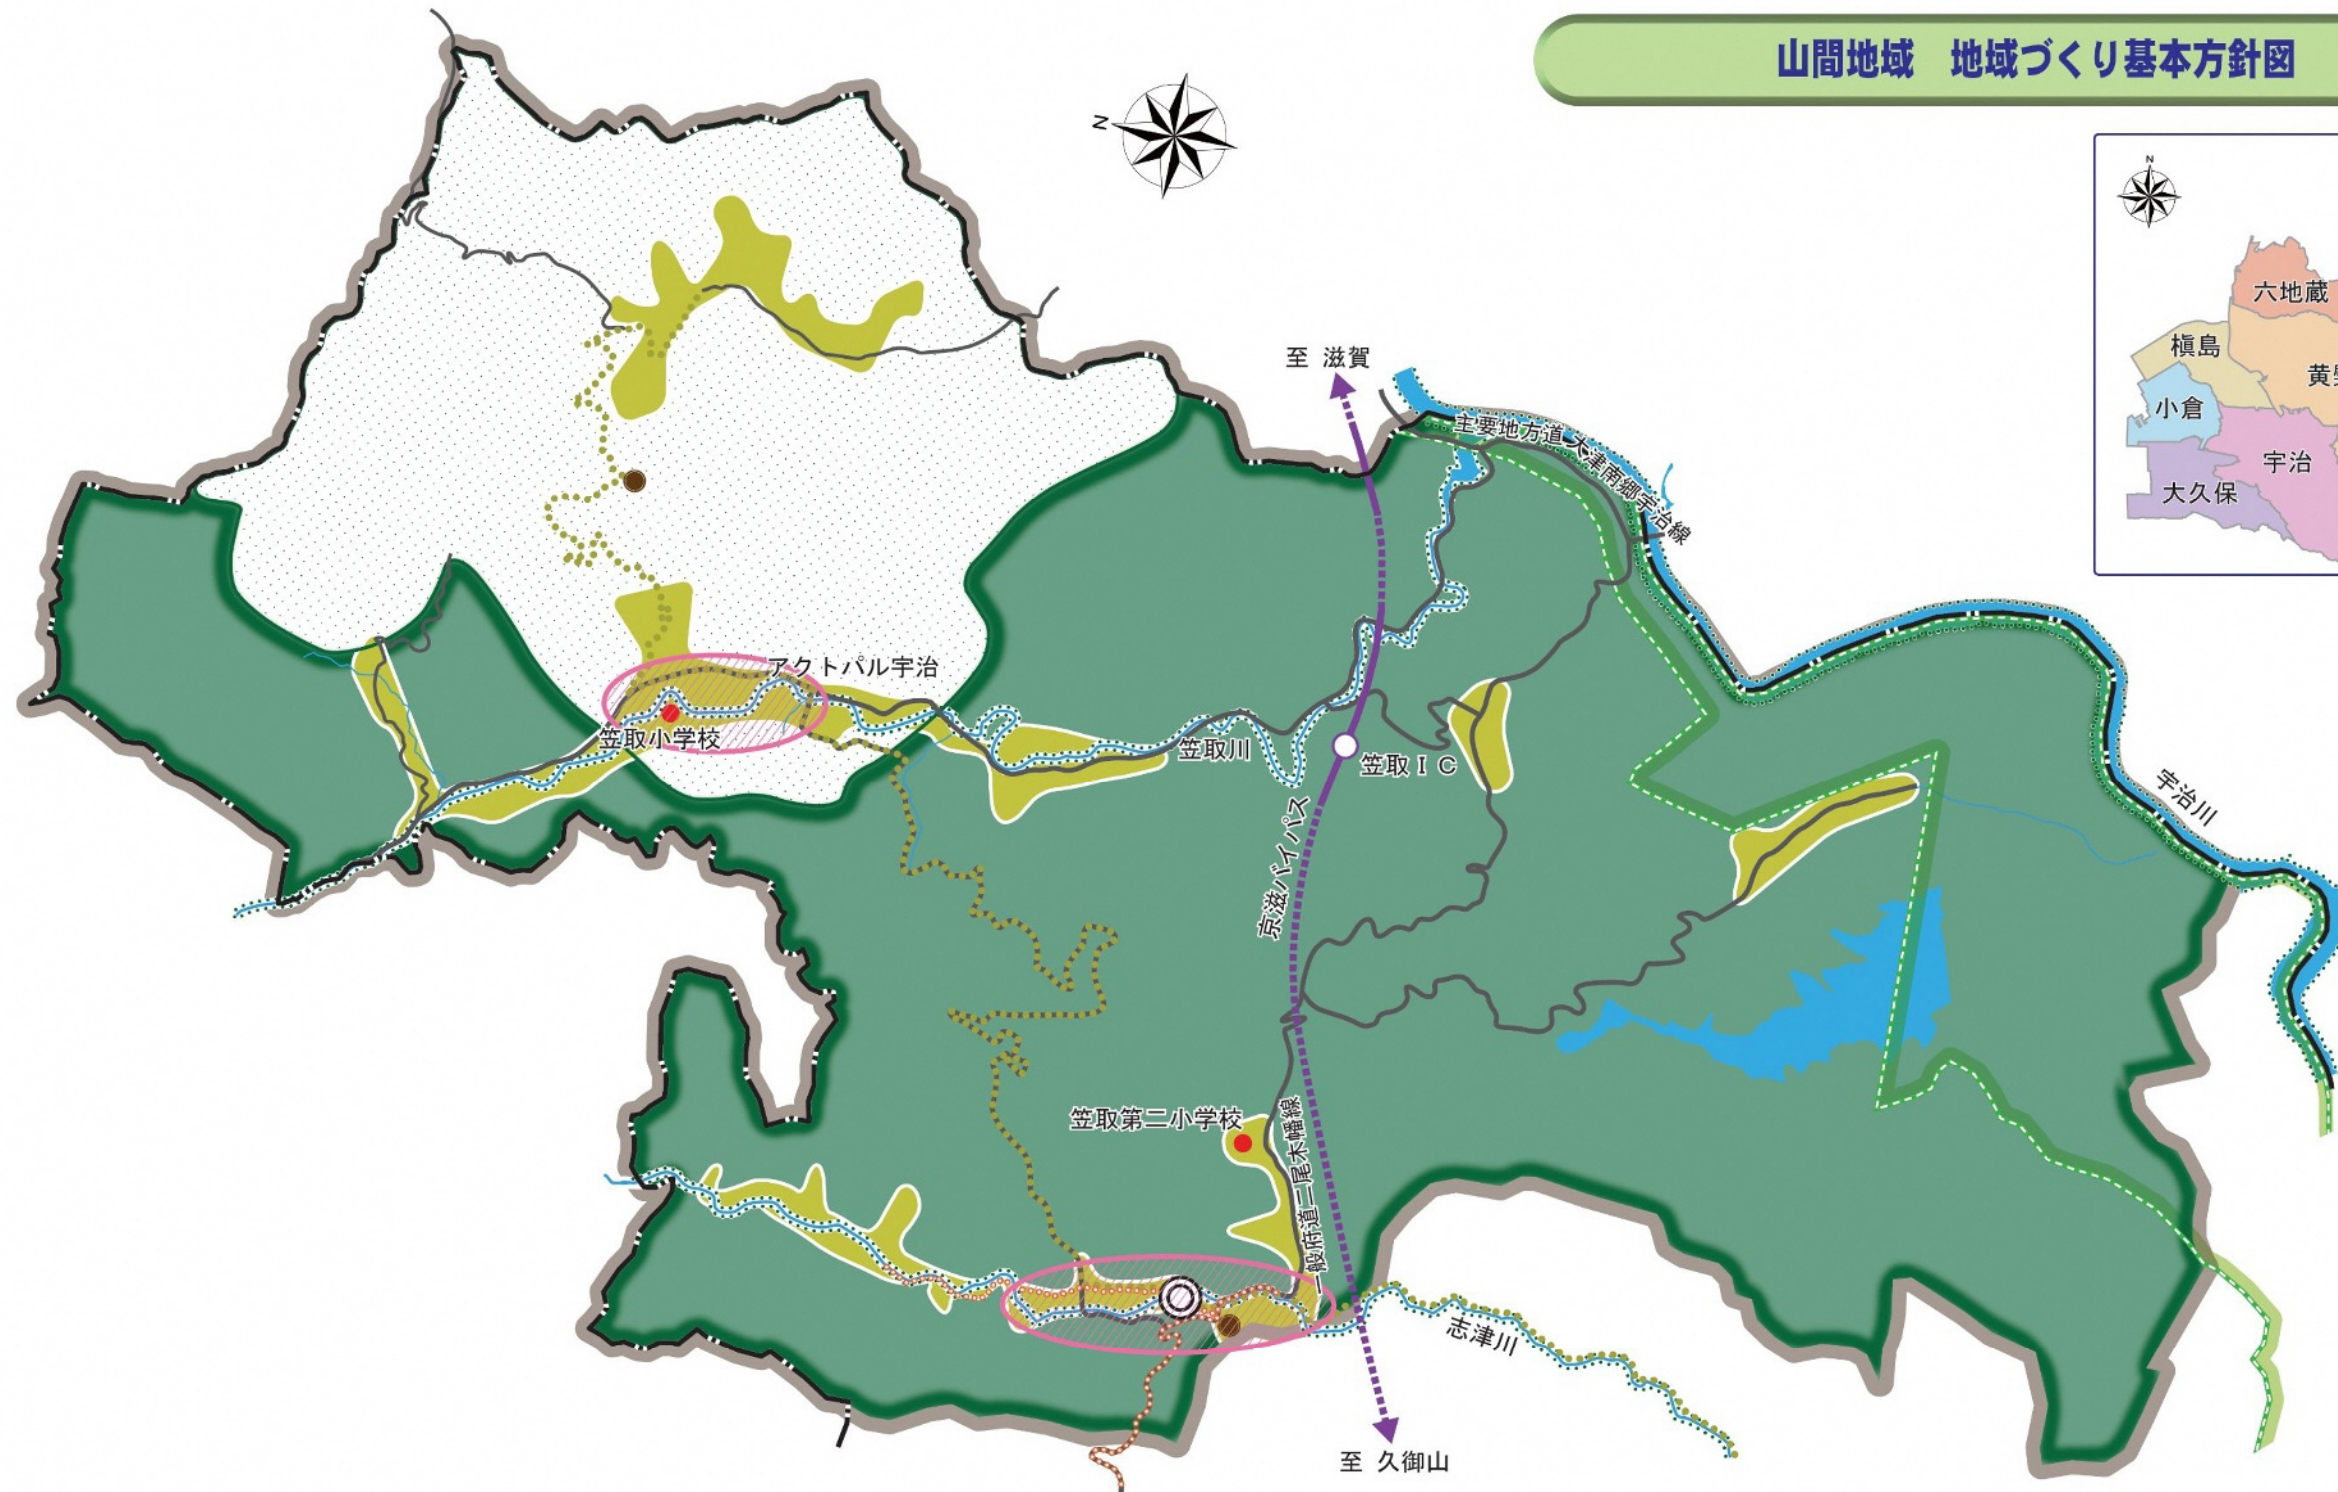 山間地域　地域づくり基本方針図
N
N
六地蔵
槇島
小倉
宇治
大久保
至 滋賀
主要地方道 大津南郷宇治線
アクトパル宇治
笠取小学校
笠取川
笠取ＩＣ
京滋バイパス
宇治川
笠取第二小学校
一般府道二尾木幡線
志津川
至 久御山